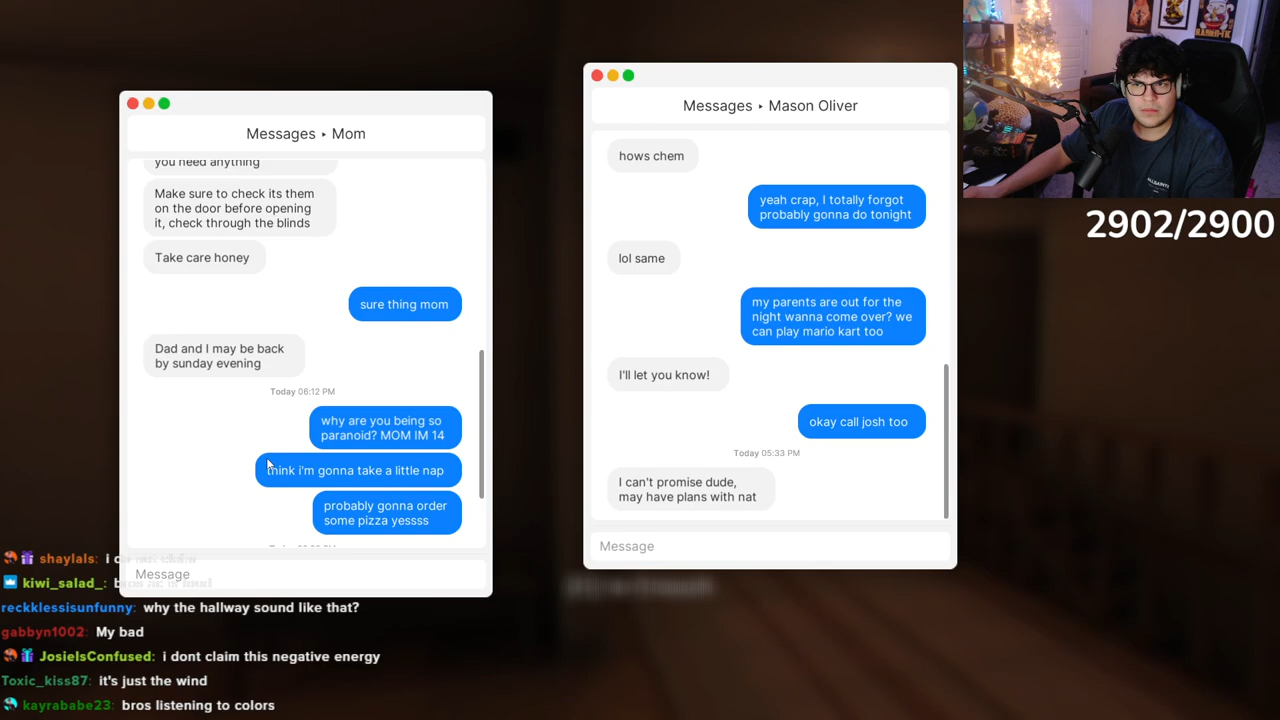 Messages ‣ Mom
you need anything
Make sure to check its them
on the door before opening
it, check through the blinds
Take care honey
sure thing mom
Dad and I may be back
by sunday evening
Today 06:12 PM
why are you being so
paranoid? MOM IM 14
think i'm gonna take a little nap
probably gonna order
some pizza yessss
Message
Messages ‣ Mason Oliver
hows chem
yeah crap, I totally forgot
probably gonna do tonight
lol same
my parents are out for the
night wanna come over? we
can play mario kart too
I'll let you know!
okay call josh too
Today 05:33 PM
I can't promise dude,
may have plans with nat
Message
2902/2900
shaylals: i
kiwi_salad_:
reckklessisunfunny: why the hallway sound like that?
gabbyn1002: My bad
JosieIsConfused: i dont claim this negative energy
Toxic_kiss87: it's just the wind
kayrababe23: bros listening to colors